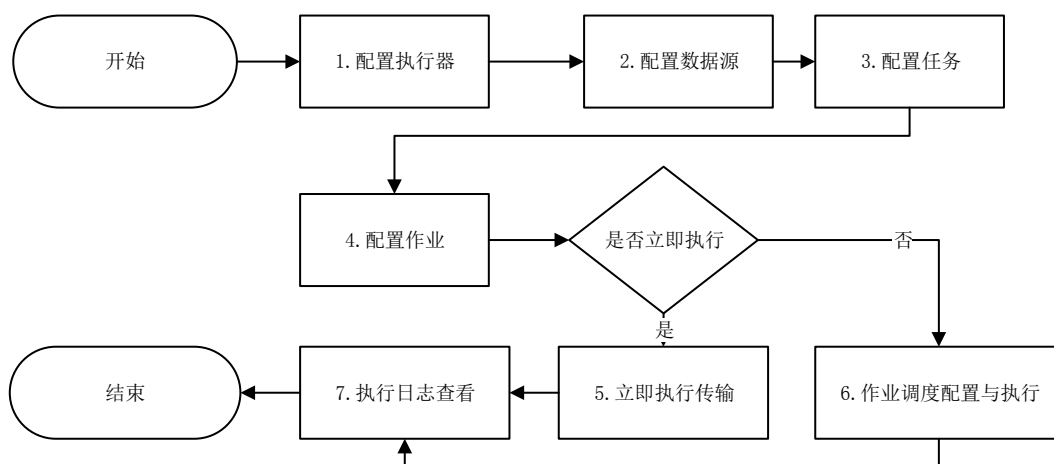 开始
1.配置执行器
2.配置数据源
3.配置任务
4.配置作业
是否立即执行
否
是
结束
7.执行日志查看
5.立即执行传输
6.作业调度配置与执行